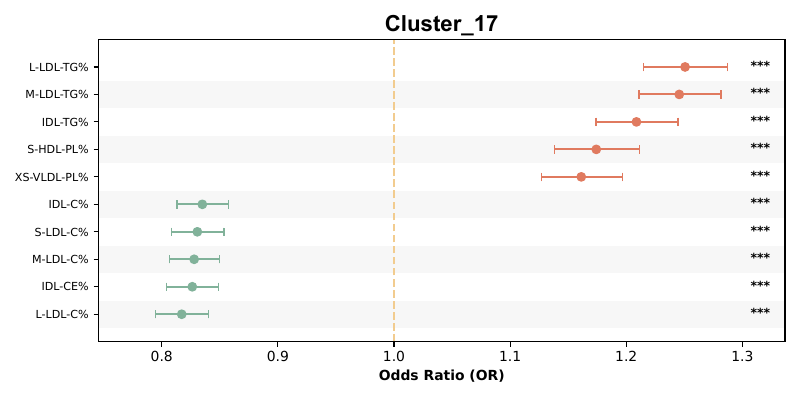 Cluster_17
L-LDL-TG% ***
M-LDL-TG% ***
IDL-TG% ***
S-HDL-PL% ***
XS-VLDL-PL% ***
IDL-C% ***
S-LDL-C% ***
M-LDL-C% ***
IDL-CE% ***
L-LDL-C% ***
0.8 0.9 1.0 1.1 1.2 1.3
Odds Ratio (OR)